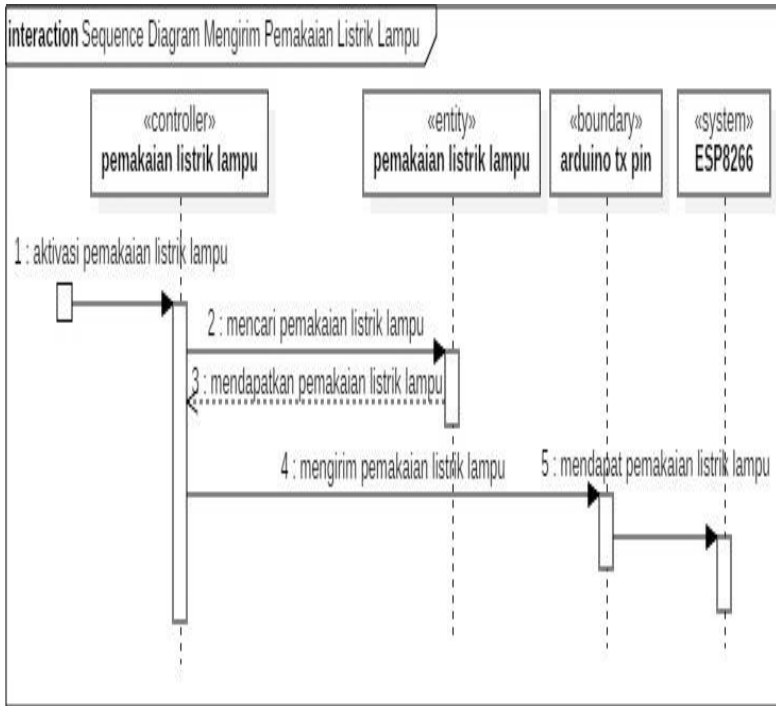 interaction Sequence Diagram Mengirim Pemakaian Listrik Lampu
«controller»
pemakaian listrik lampu
«entity»
pemakaian listrik lampu
«boundary»
arduino tx pin
«system»
ESP8266
1 : aktivasi pemakaian listrik lampu
2 : mencari pemakaian listrik lampu
3 : mendapatkan pemakaian listrik lampu
4 : mengirim pemakaian listrik lampu
5 : mendapat pemakaian listrik lampu